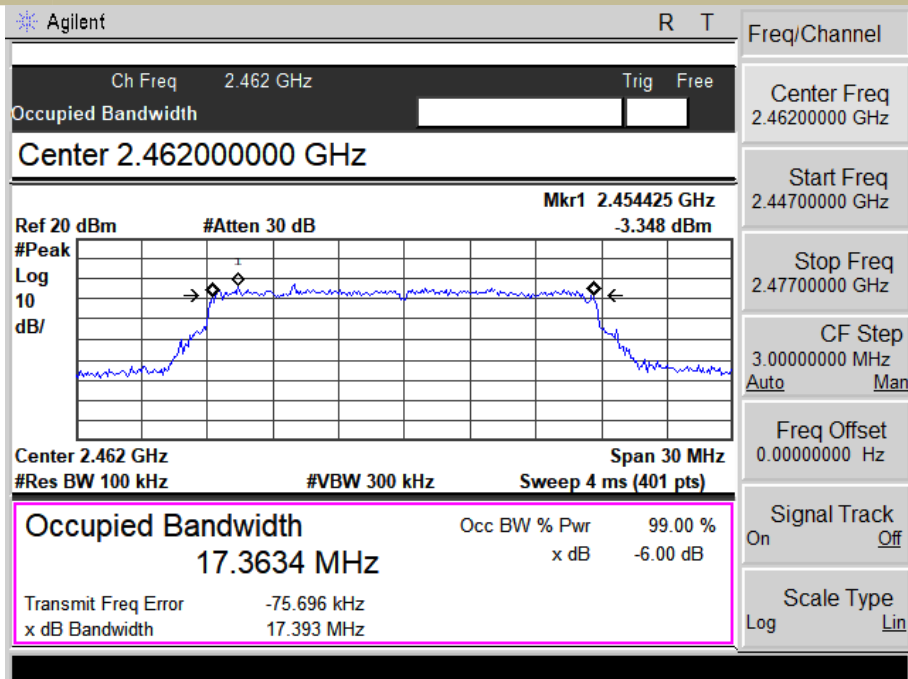 Agilent R T
Ch Freq 2.462 GHz Trig Free
Occupied Bandwidth
Center 2.462000000 GHz
Mkr1 2.454425 GHz
Ref 20 dBm #Atten 30 dB -3.348 dBm
#Peak
Log
10
dB/
1
Center 2.462 GHz Span 30 MHz
#Res BW 100 kHz #VBW 300 kHz Sweep 4 ms (401 pts)
Occupied Bandwidth Occ BW % Pwr 99.00 %
17.3634 MHz x dB -6.00 dB
Transmit Freq Error -75.696 kHz
x dB Bandwidth 17.393 MHz
Freq/Channel
Center Freq
2.46200000 GHz
Start Freq
2.44700000 GHz
Stop Freq
2.47700000 GHz
CF Step
3.00000000 MHz
Auto Man
Freq Offset
0.00000000 Hz
Signal Track
On Off
Scale Type
Log Lin